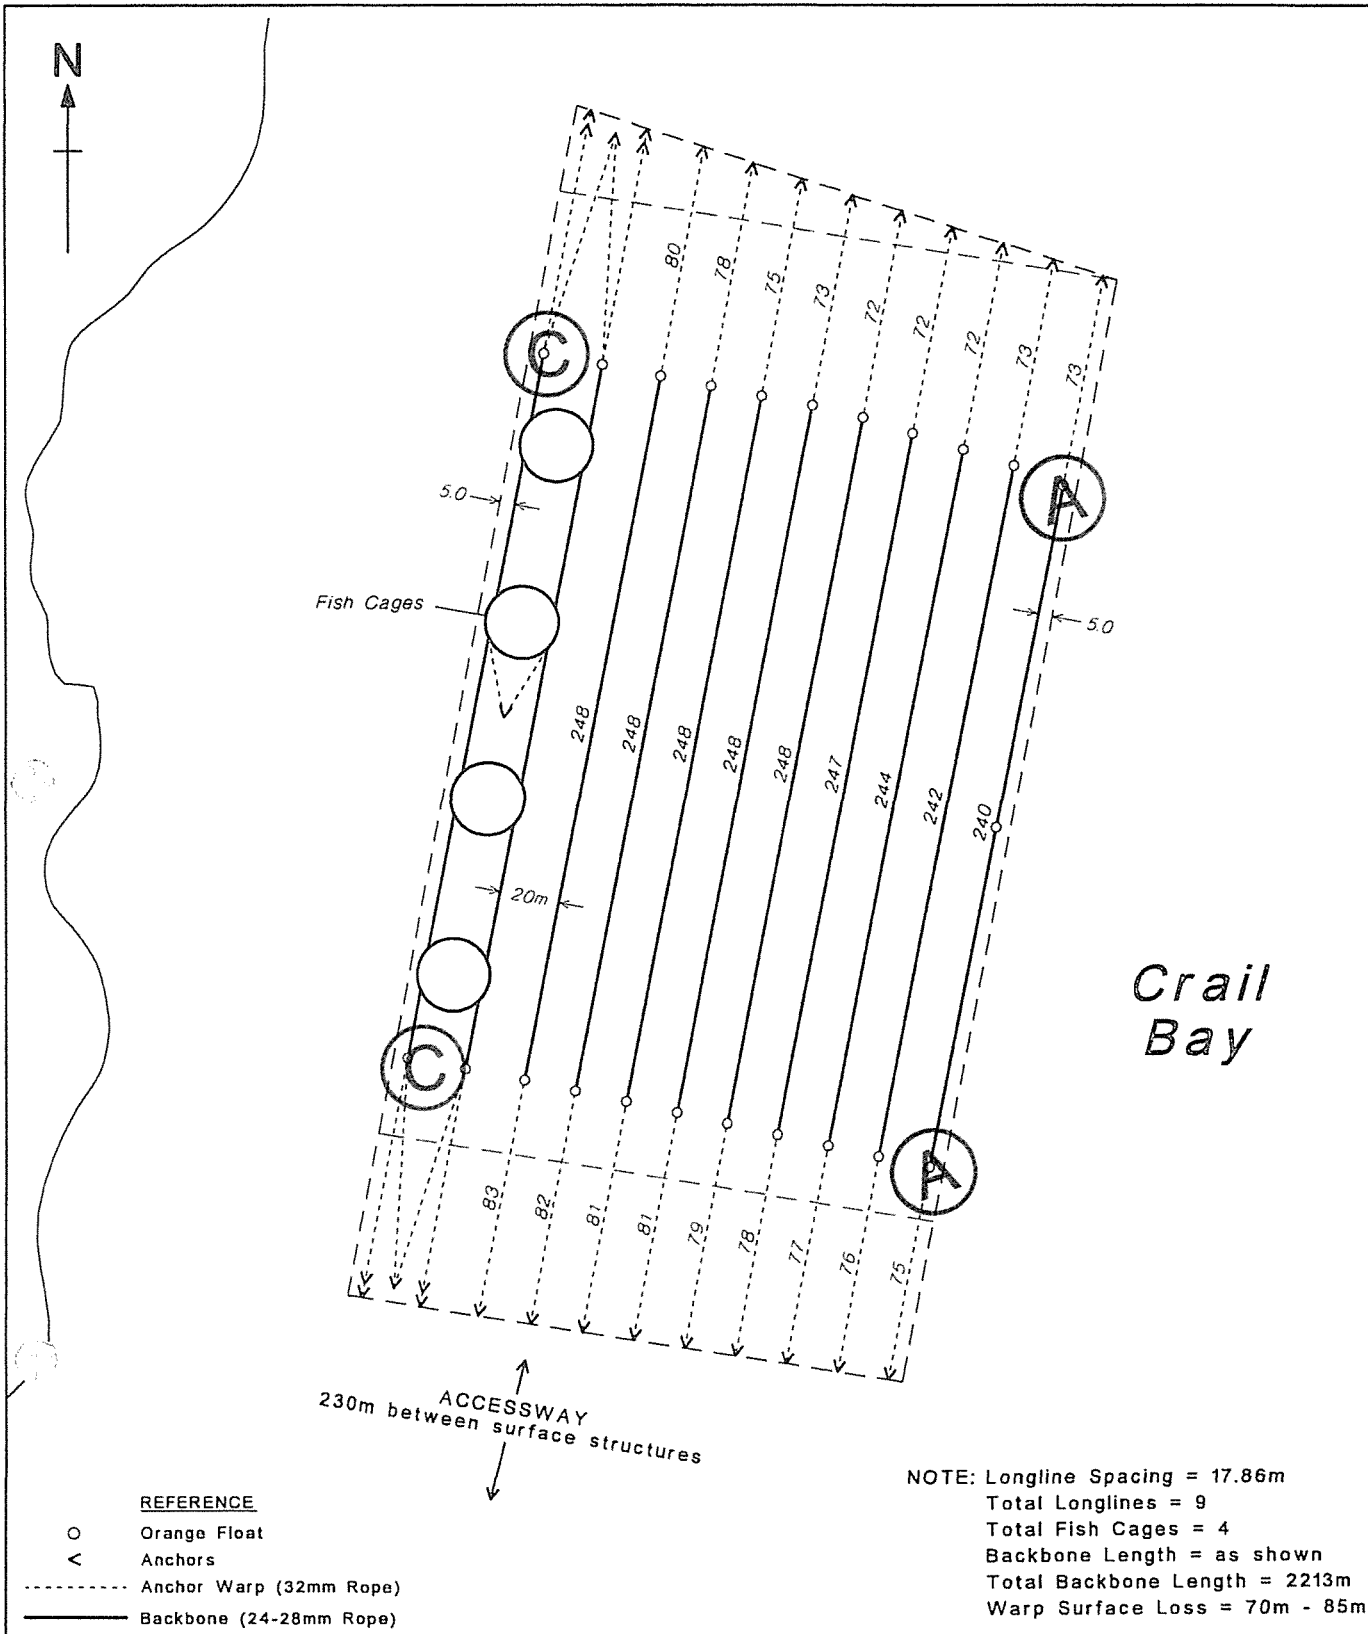 N
80
78
75
73
72
72
72
73
73
C
A
5.0
Fish Cages
5.0
248
248
248
248
248
247
244
242
240
20m
Crail
Bay
C
A
83
82
81
81
79
78
77
76
75
ACCESSWAY
230m between surface structures
REFERENCE
Orange Float
Anchors
Anchor Warp (32mm Rope)
Backbone (24-28mm Rope)
NOTE: Longline Spacing = 17.86m
Total Longlines = 9
Total Fish Cages = 4
Backbone Length = as shown
Total Backbone Length = 2213m
Warp Surface Loss = 70m - 85m